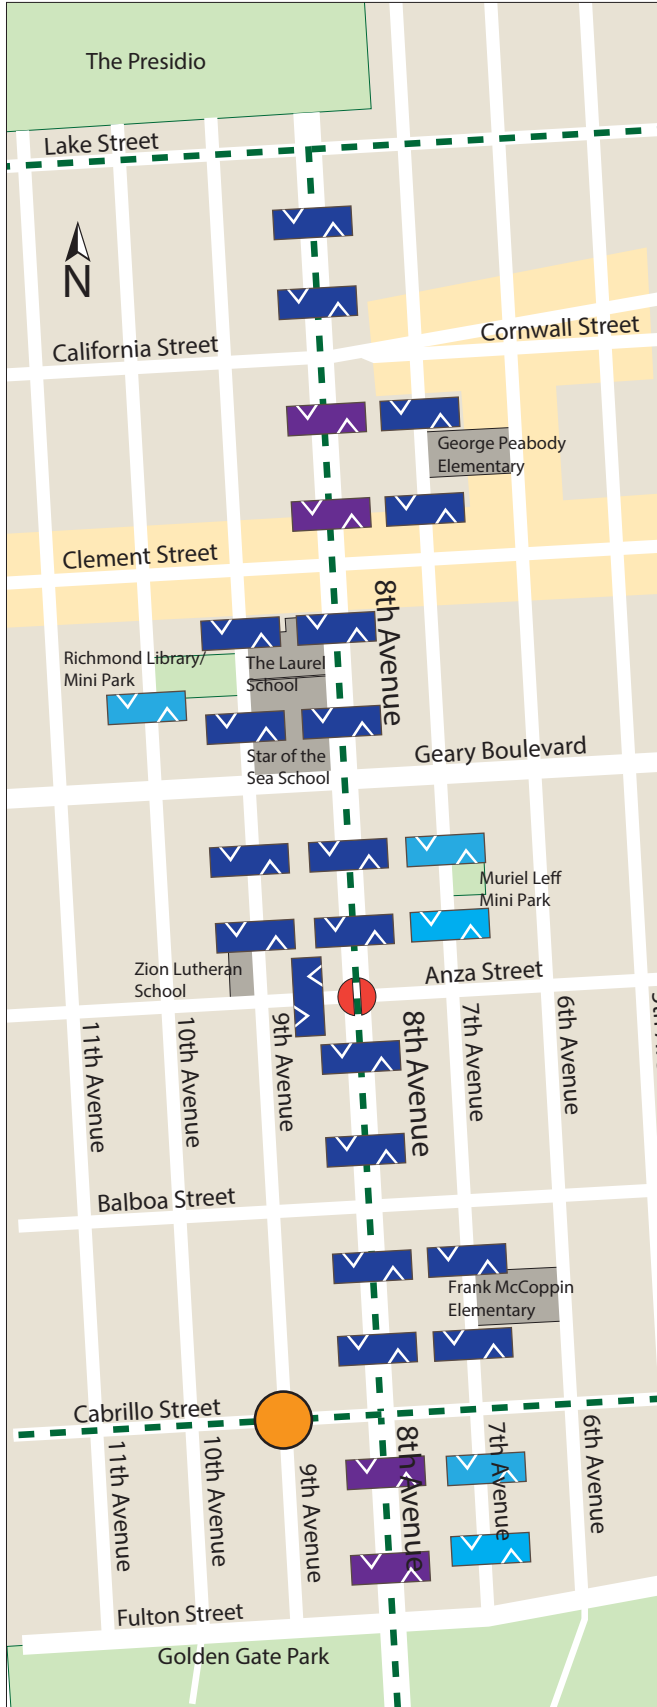 The Presidio
Lake Street
N
California Street
Cornwall Street
George Peabody
Elementary
Clement Street
8th Avenue
Richmond Library/
Mini Park
The Laurel
School
Star of the
Sea School
Geary Boulevard
Muriel Leff
Mini Park
Zion Lutheran
School
Anza Street
11th Avenue
10th Avenue
9th Avenue
8th Avenue
7th Avenue
6th Avenue
Balboa Street
Frank McCoppin
Elementary
Cabrillo Street
11th Avenue
10th Avenue
9th Avenue
8th Avenue
7th Avenue
6th Avenue
Fulton Street
Golden Gate Park